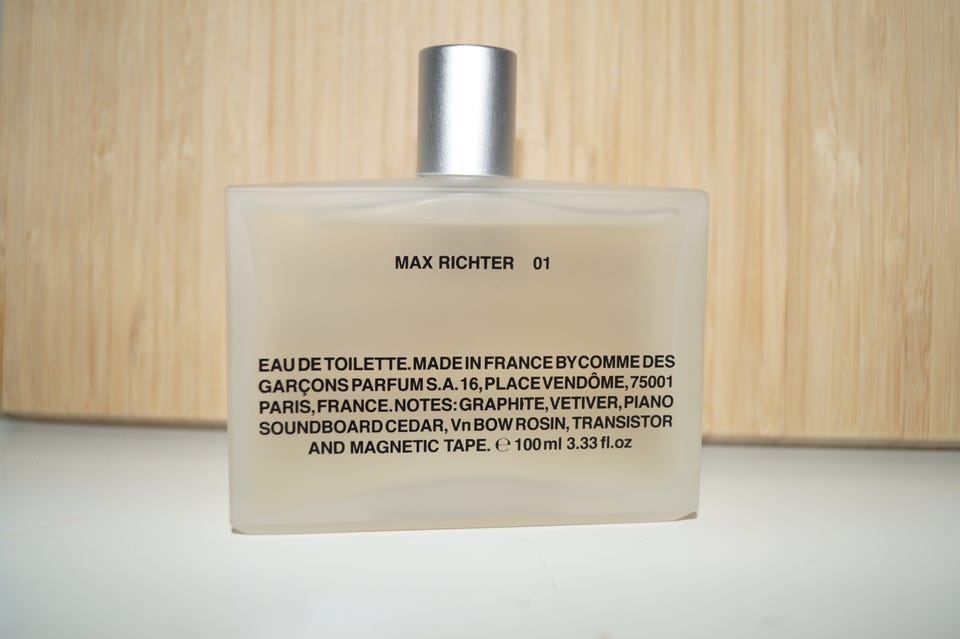 MAX RICHTER 01
EAU DE TOILETTE. MADE IN FRANCE BY COMME DES
GARÇONS PARFUM S.A. 16, PLACE VENDÔME, 75001
PARIS, FRANCE. NOTES: GRAPHITE, VETIVER, PIANO
SOUNDBOARD CEDAR, Vn BOW ROSIN, TRANSISTOR
AND MAGNETIC TAPE. ℮ 100 ml 3.33 fl.oz